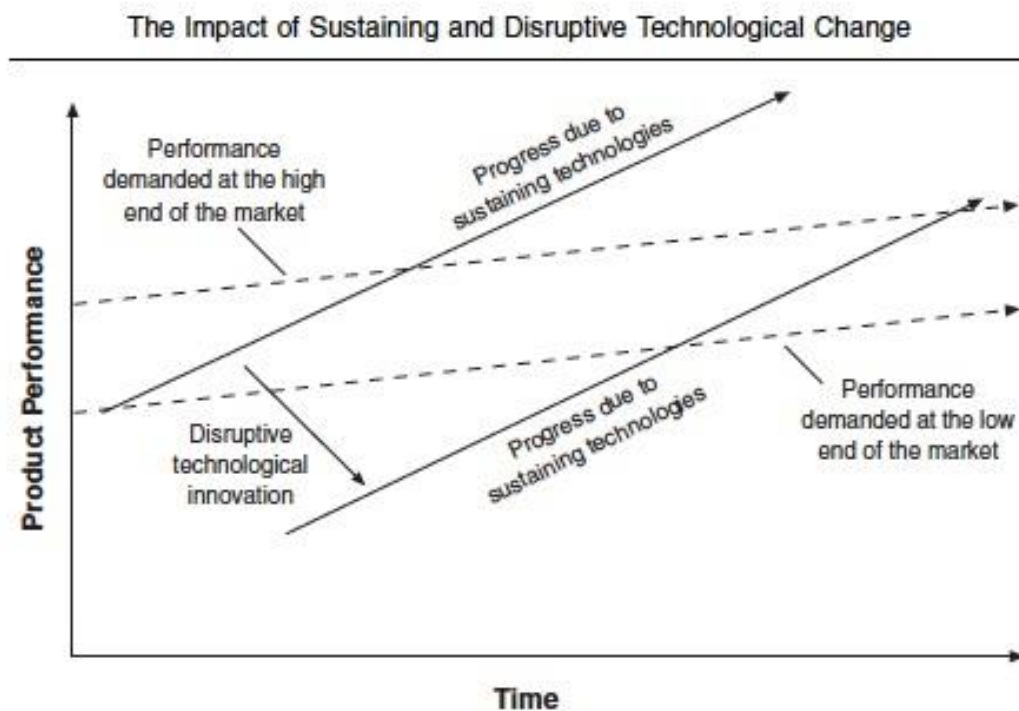 The Impact of Sustaining and Disruptive Technological Change
Performance
demanded at the high
end of the market
Progress due to
sustaining technologies
Product Performance
Disruptive
technological
innovation
Progress due to
sustaining technologies
Performance
demanded at the low
end of the market
Time